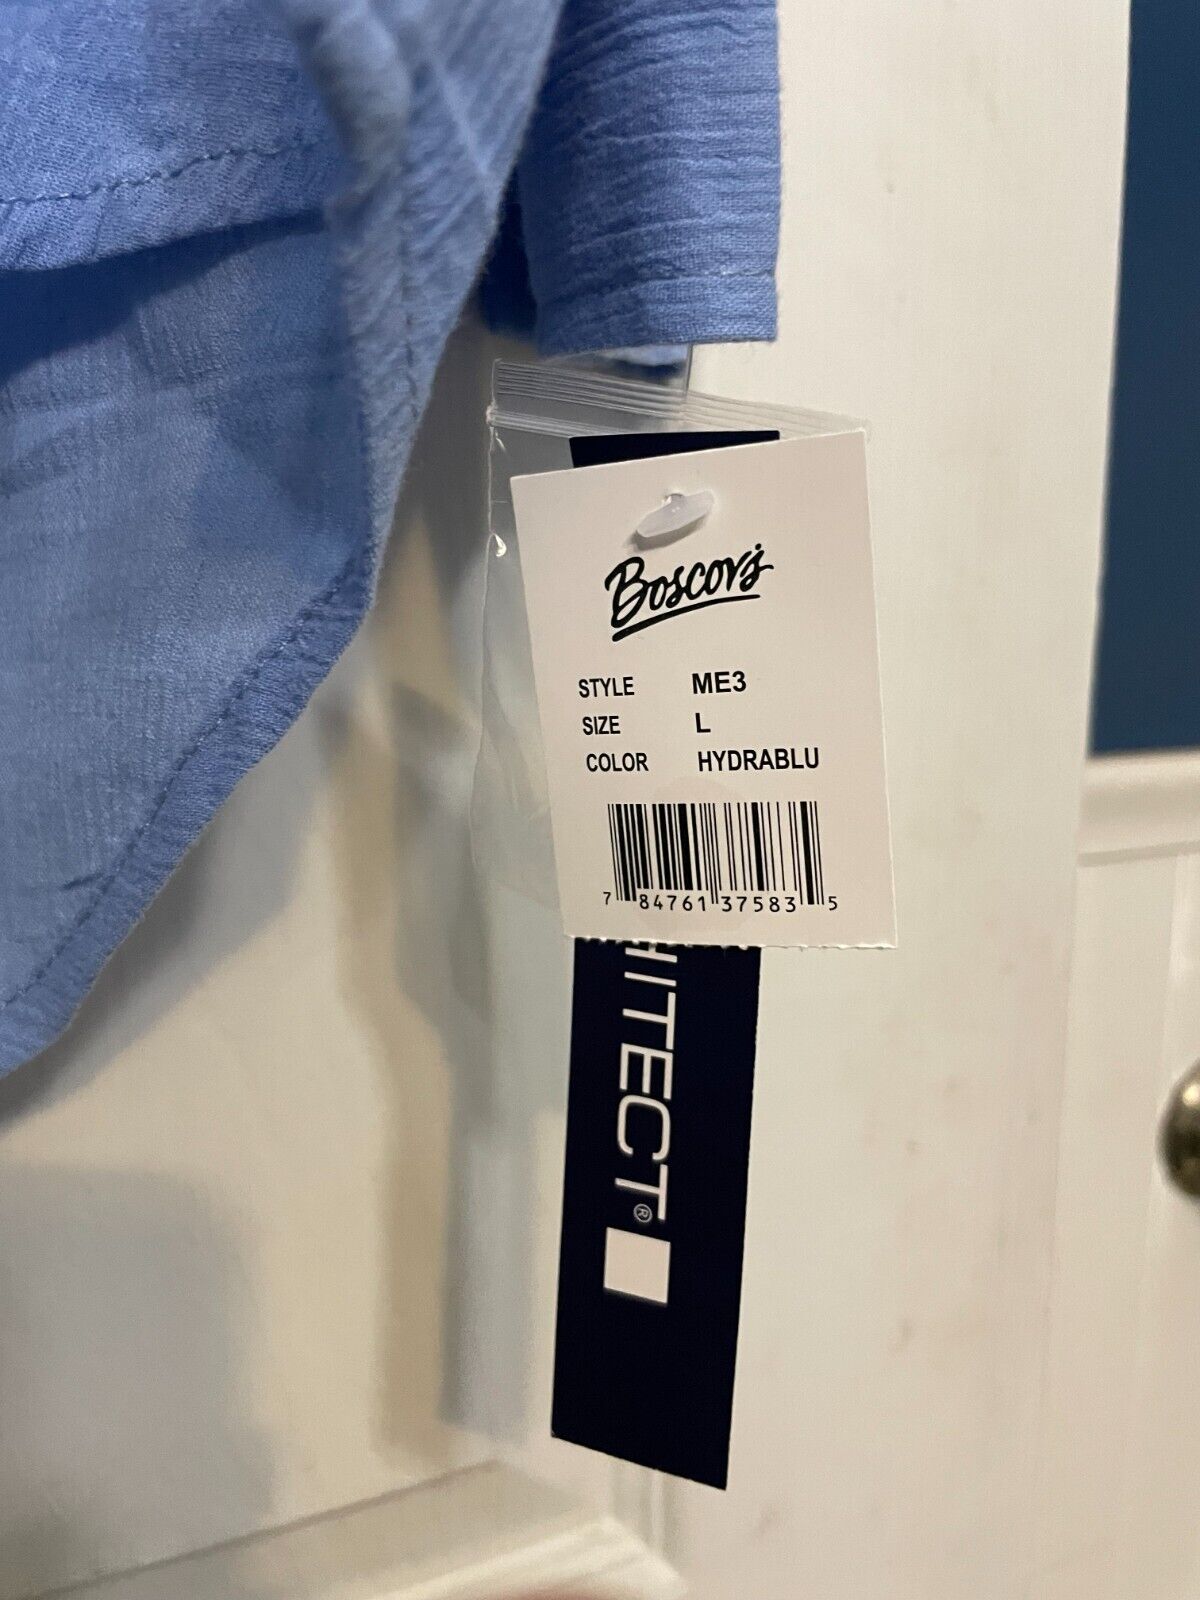 Boscov's
STYLE ME3
SIZE L
COLOR HYDRABLU
7 84761 37583 5
HITECT®